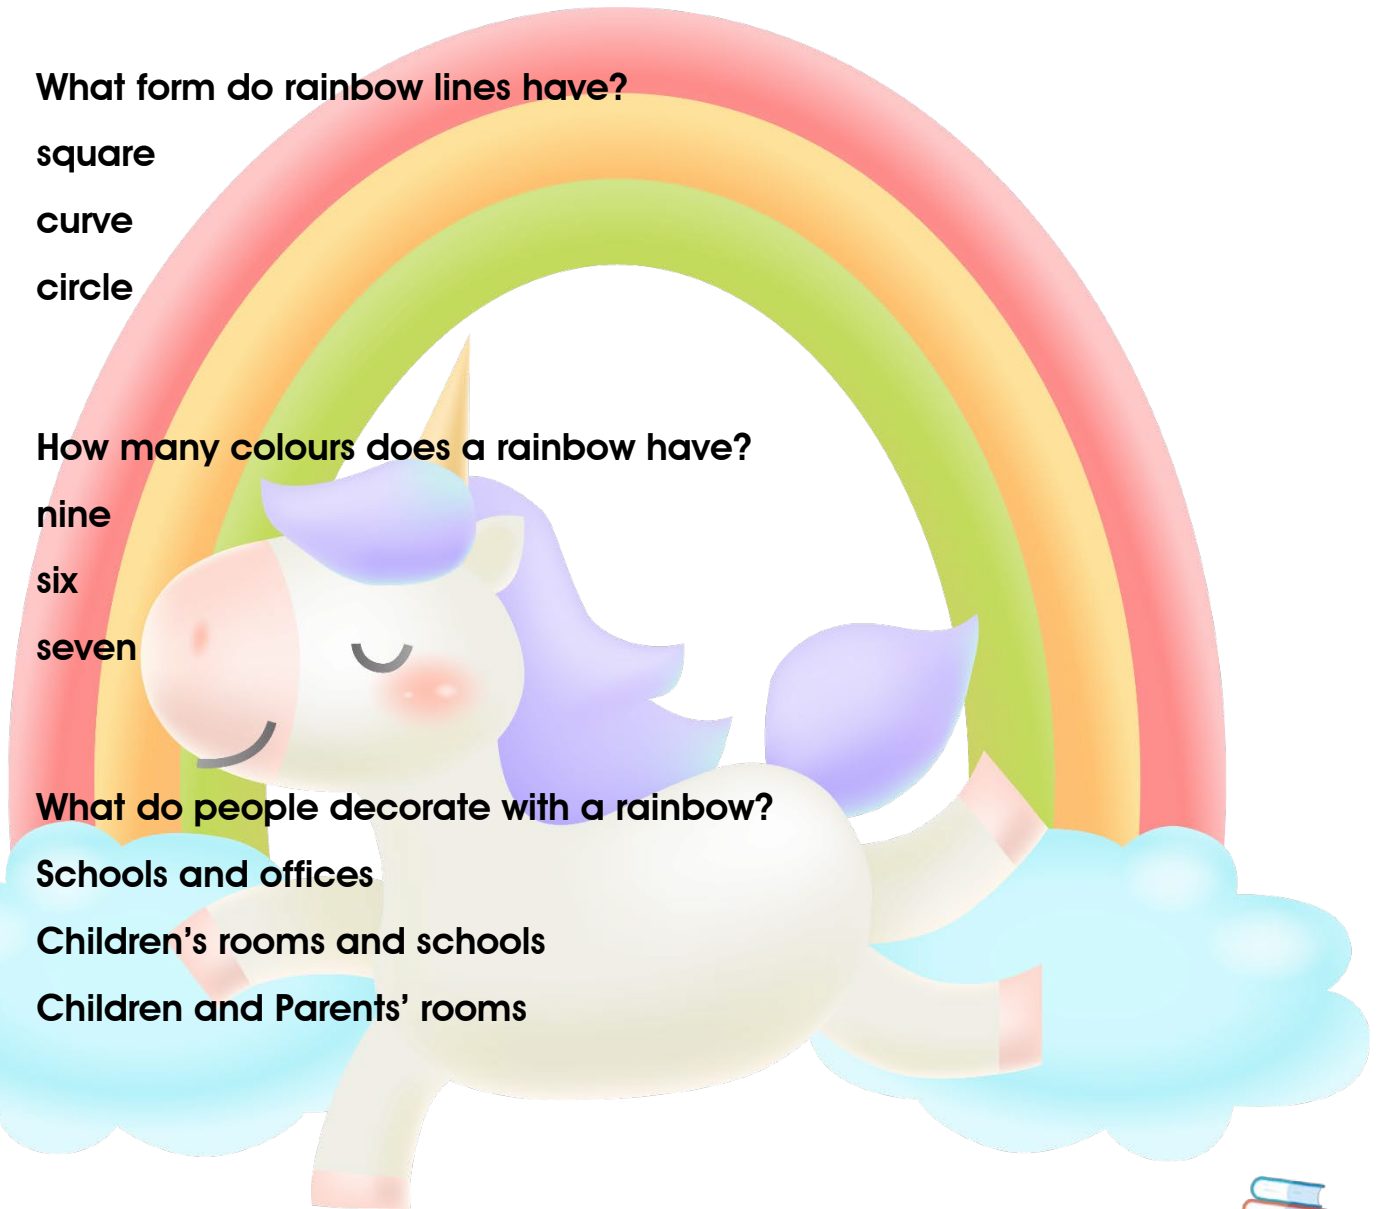 What form do rainbow lines have?
square
curve
circle
How many colours does a rainbow have?
nine
six
seven
What do people decorate with a rainbow?
Schools and offices
Children’s rooms and schools
Children and Parents’ rooms